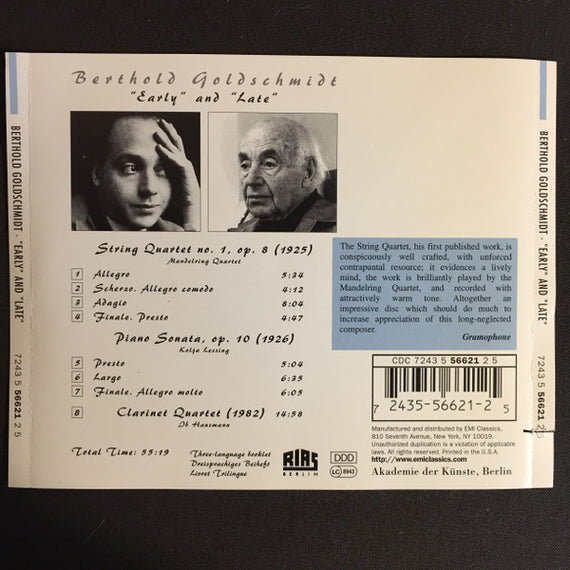 Berthold Goldschmidt
"Early" and "Late"
String Quartet no. 1, op. 8 (1925)
Mandelring Quartet
1 Allegro 5:34
2 Scherzo. Allegro comodo 4:12
3 Adagio 8:04
4 Finale. Presto 4:47
Piano Sonata, op. 10 (1926)
Kolja Lessing
5 Presto 5:04
6 Largo 6:35
7 Finale. Allegro molto 6:05
8 Clarinet Quartet (1982) 14:58
Ib Hausmann
Total Time: 55:19
Three-language booklet
Dreisprachiges Beiheft
Livret Trilingue
RIAS
BERLIN
DDD
LC 8943
The String Quartet, his first published work, is
conspicuously well crafted, with unforced
contrapuntal resource; it evidences a lively
mind, the work is brilliantly played by the
Mandelring Quartet, and recorded with
attractively warm tone. Altogether an
impressive disc which should do much to
increase appreciation of this long-neglected
composer.
Gramophone
CDC 7243 5 56621 2 5
7 2435-56621-2 5
Manufactured and distributed by EMI Classics,
810 Seventh Avenue, New York, NY 10019.
Unauthorized duplication is a violation of applicable
laws. All rights reserved. Printed in the U.S.A.
http://www.emiclassics.com
Akademie der Künste, Berlin
BERTHOLD GOLDSCHMIDT · "EARLY" AND "LATE"
7243 5 56621 2 5
BERTHOLD GOLDSCHMIDT · "EARLY" AND "LATE"
7243 5 56621 2 5